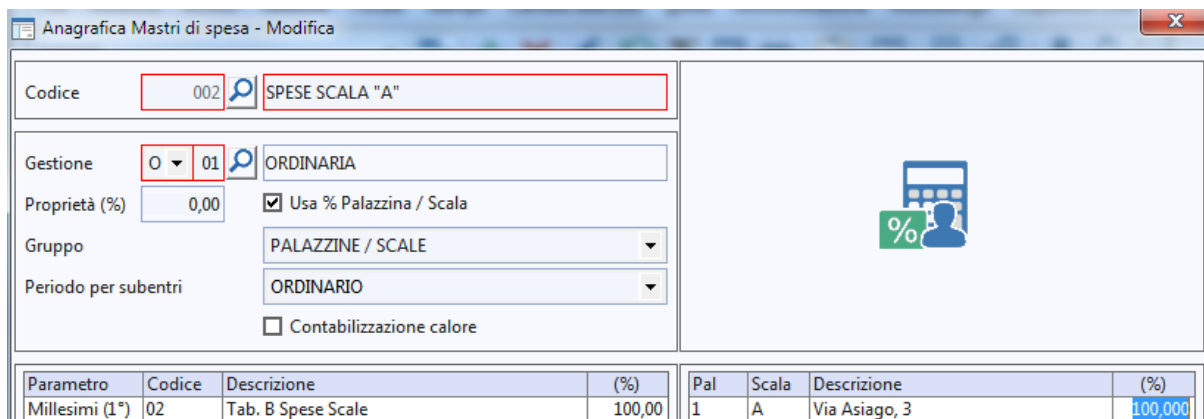 Anagrafica Mastri di spesa - Modifica
Codice 002 SPESE SCALA "A"
Gestione O 01 ORDINARIA
Proprietà (%) 0,00 Usa % Palazzina / Scala
Gruppo PALAZZINE / SCALE
Periodo per subentri ORDINARIO
Contabilizzazione calore
%
Parametro Codice Descrizione (%) Pal Scala Descrizione (%)
Millesimi (1°) 02 Tab. B Spese Scale 100,00 1 A Via Asiago, 3 100,000